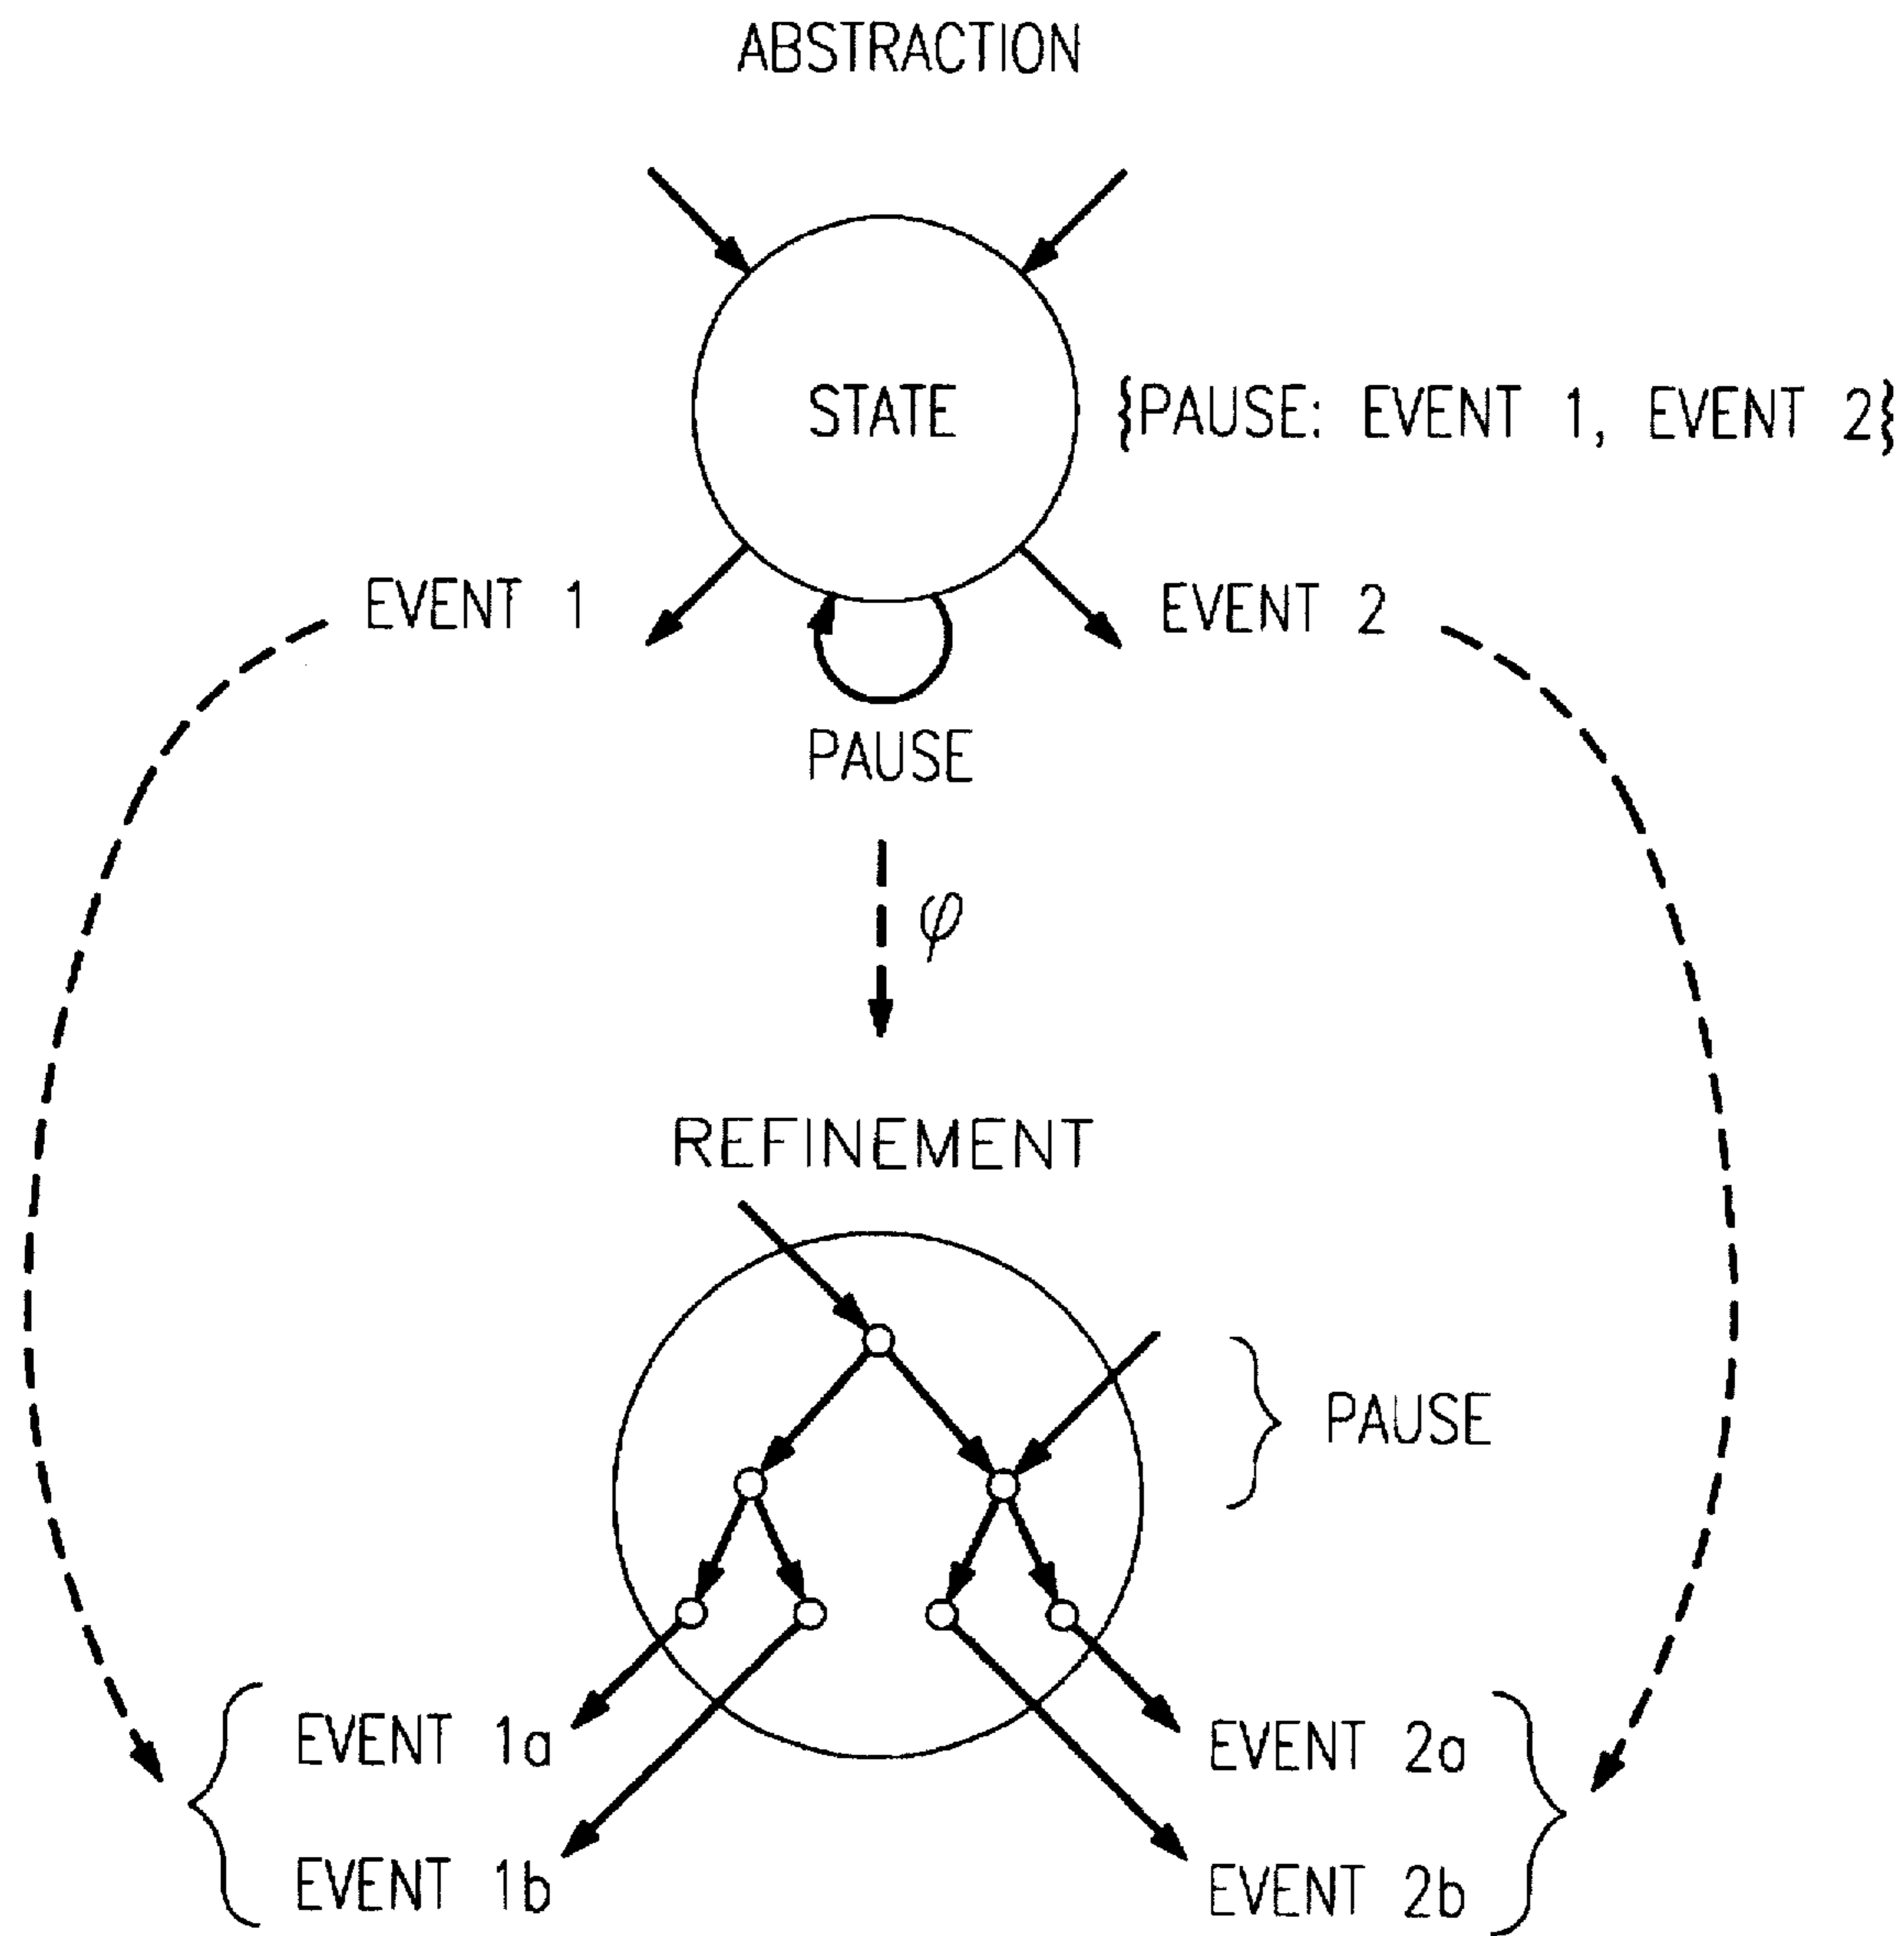 ABSTRACTION
STATE
{PAUSE: EVENT 1, EVENT 2}
EVENT 1
EVENT 2
PAUSE
φ
REFINEMENT
PAUSE
EVENT 1a
EVENT 2a
EVENT 1b
EVENT 2b